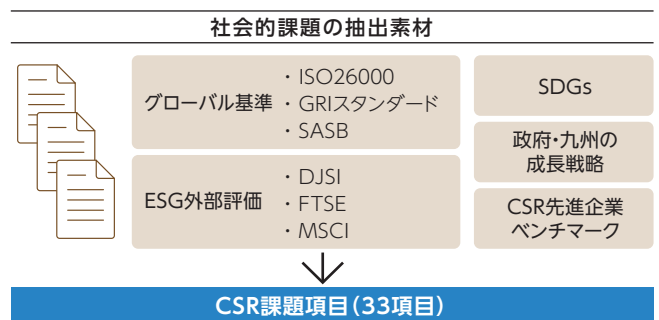 社会的課題の抽出素材
グローバル基準
・ISO26000
・GRIスタンダード
・SASB
ESG外部評価
・DJSI
・FTSE
・MSCI
SDGs
政府・九州の
成長戦略
CSR先進企業
ベンチマーク
CSR課題項目(33項目)